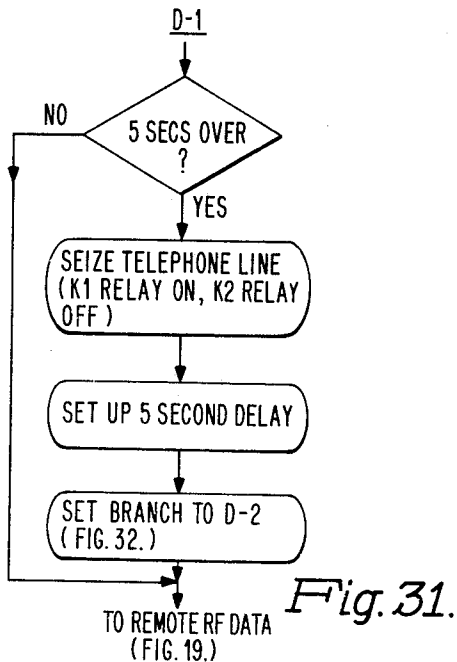 D-1
NO
5 SECS OVER
?
YES
SEIZE TELEPHONE LINE
(K1 RELAY ON, K2 RELAY
OFF)
SET UP 5 SECOND DELAY
SET BRANCH TO D-2
(FIG. 32.)
TO REMOTE RF DATA
(FIG. 19.)
Fig. 31.